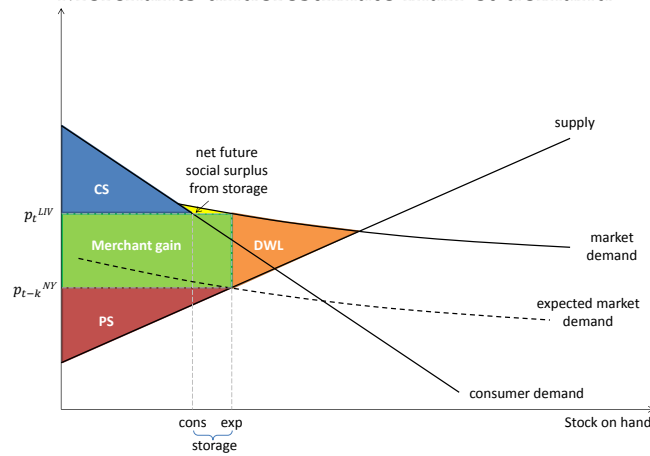 supply
net future
social surplus
from storage
CS
p_t^LIV
Merchant gain
DWL
market
demand
p_{t−k}^NY
expected market
demand
PS
consumer demand
cons exp
Stock on hand
storage